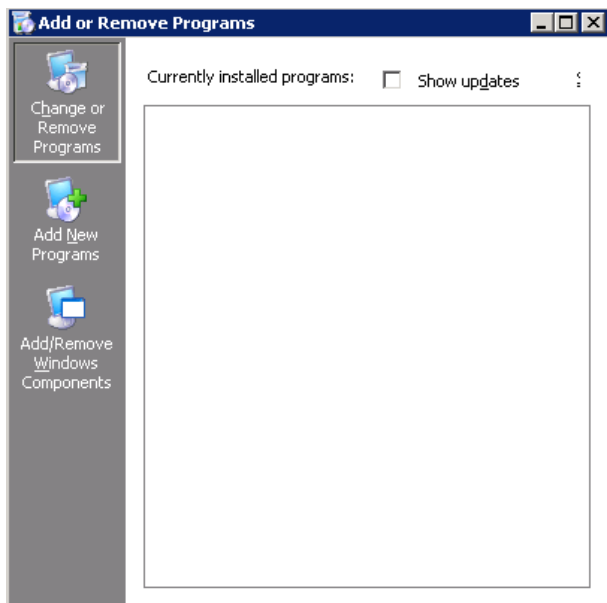 Add or Remove Programs
Change or
Remove
Programs
Currently installed programs:
Show updates
Add New
Programs
Add/Remove
Windows
Components